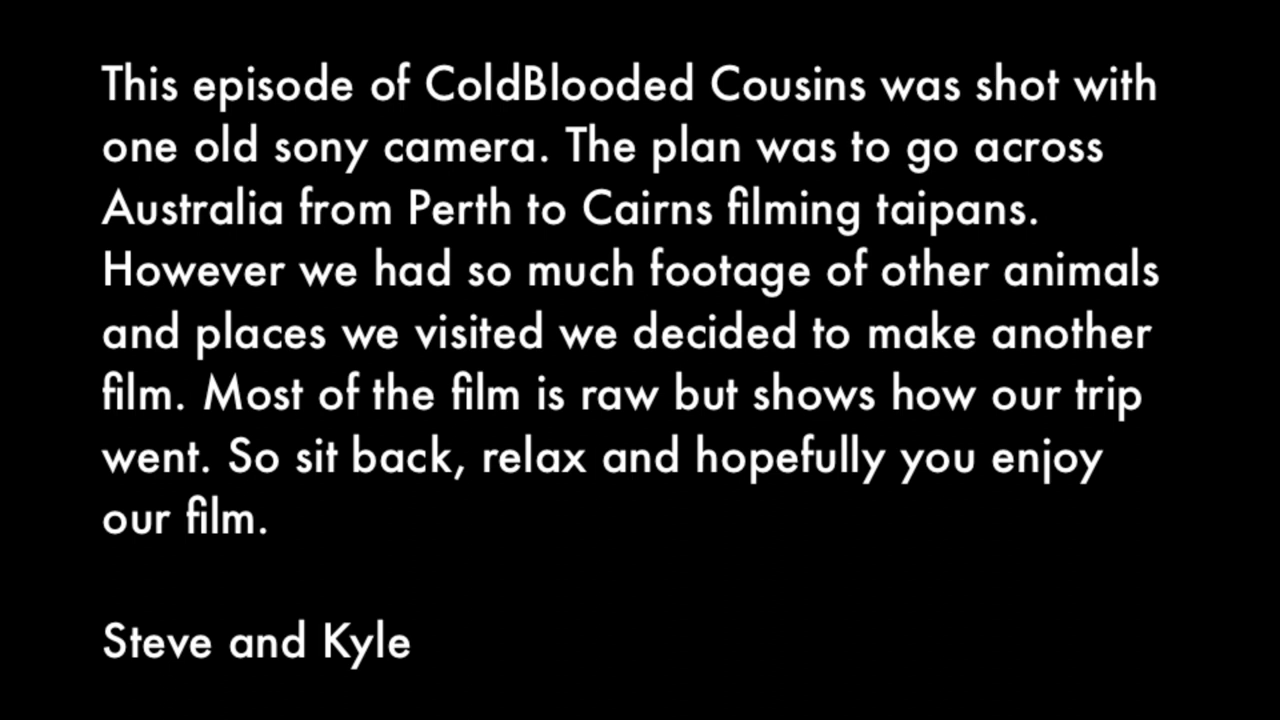 This episode of ColdBlooded Cousins was shot with
one old sony camera. The plan was to go across
Australia from Perth to Cairns filming taipans.
However we had so much footage of other animals
and places we visited we decided to make another
film. Most of the film is raw but shows how our trip
went. So sit back, relax and hopefully you enjoy
our film.
Steve and Kyle